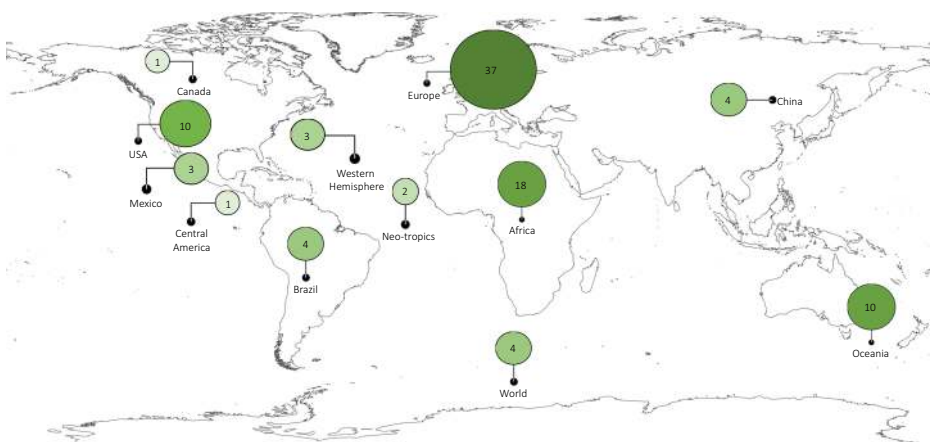 1
Canada
37
Europe
4
China
10
USA
3
Western
Hemisphere
3
Mexico
2
Neo-tropics
18
Africa
1
Central
America
4
Brazil
10
Oceania
4
World